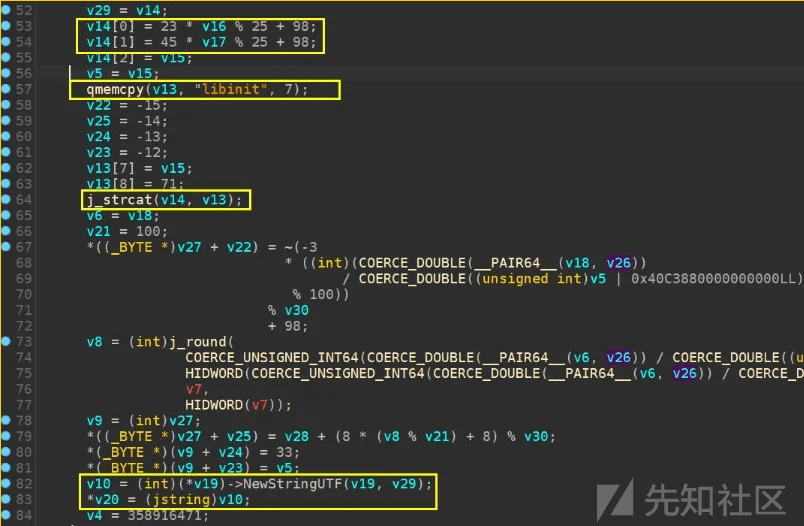 52 v29 = v14;
53 v14[0] = 23 * v16 % 25 + 98;
54 v14[1] = 45 * v17 % 25 + 98;
55 v14[2] = v15;
56 v5 = v15;
57 qmemcpy(v13, "libinit", 7);
58 v22 = -15;
59 v25 = -14;
60 v24 = -13;
61 v23 = -12;
62 v13[7] = v15;
63 v13[8] = 71;
64 j_strcat(v14, v13);
65 v6 = v18;
66 v21 = 100;
67 *((_BYTE *)v27 + v22) = ~(-3
68 * ((int)(COERCE_DOUBLE(__PAIR64__(v18, v26))
69 / COERCE_DOUBLE((unsigned int)v5 | 0x40C3880000000000LL)
70 % 100))
71 % v30
72 + 98;
73 v8 = (int)j_round(
74 COERCE_UNSIGNED_INT64(COERCE_DOUBLE(__PAIR64__(v6, v26)) / COERCE_DOUBLE((u
75 HIDWORD(COERCE_UNSIGNED_INT64(COERCE_DOUBLE(__PAIR64__(v6, v26)) / COERCE_D
76 v7,
77 HIDWORD(v7));
78 v9 = (int)v27;
79 *((_BYTE *)v27 + v25) = v28 + (8 * (v8 % v21) + 8) % v30;
80 *(_BYTE *)(v9 + v24) = 33;
81 *(_BYTE *)(v9 + v23) = v5;
82 v10 = (int)(*v19)->NewStringUTF(v19, v29);
83 *v20 = (jstring)v10;
84 v4 = 358916471;
先知社区